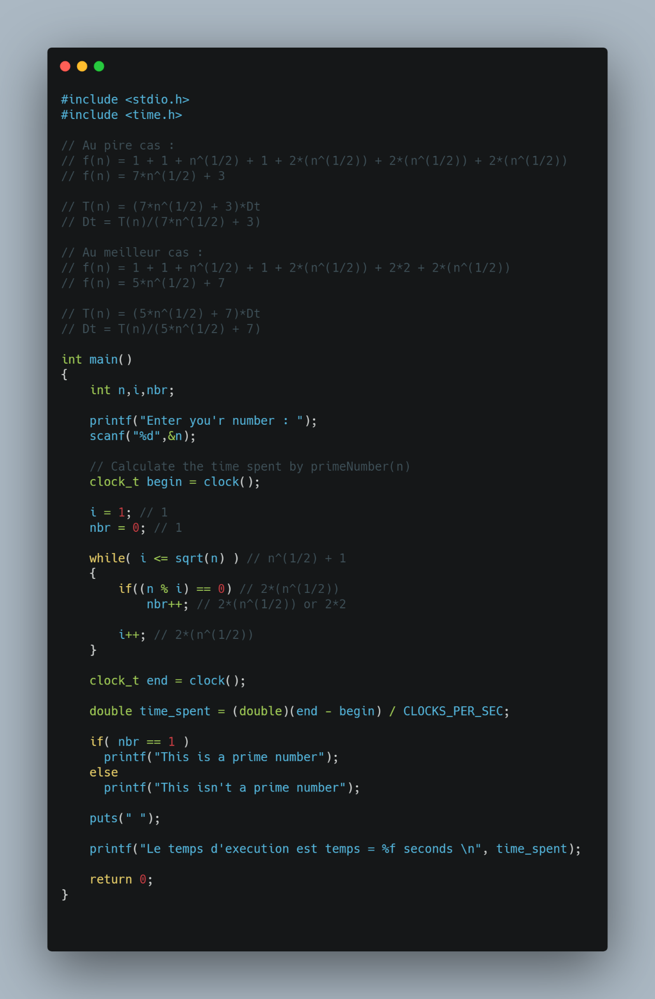 #include <stdio.h>
#include <time.h>
// Au pire cas :
// f(n) = 1 + 1 + n^(1/2) + 1 + 2*(n^(1/2)) + 2*(n^(1/2)) + 2*(n^(1/2))
// f(n) = 7*n^(1/2) + 3
// T(n) = (7*n^(1/2) + 3)*Dt
// Dt = T(n)/(7*n^(1/2) + 3)
// Au meilleur cas :
// f(n) = 1 + 1 + n^(1/2) + 1 + 2*(n^(1/2)) + 2*2 + 2*(n^(1/2))
// f(n) = 5*n^(1/2) + 7
// T(n) = (5*n^(1/2) + 7)*Dt
// Dt = T(n)/(5*n^(1/2) + 7)
int main()
{
    int n,i,nbr;
    printf("Enter you'r number : ");
    scanf("%d",&n);
    // Calculate the time spent by primeNumber(n)
    clock_t begin = clock();
    i = 1; // 1
    nbr = 0; // 1
    while( i <= sqrt(n) ) // n^(1/2) + 1
    {
        if((n % i) == 0) // 2*(n^(1/2))
            nbr++; // 2*(n^(1/2)) or 2*2
        i++; // 2*(n^(1/2))
    }
    clock_t end = clock();
    double time_spent = (double)(end - begin) / CLOCKS_PER_SEC;
    if( nbr == 1 )
      printf("This is a prime number");
    else
      printf("This isn't a prime number");
    puts(" ");
    printf("Le temps d'execution est temps = %f seconds \n", time_spent);
    return 0;
}